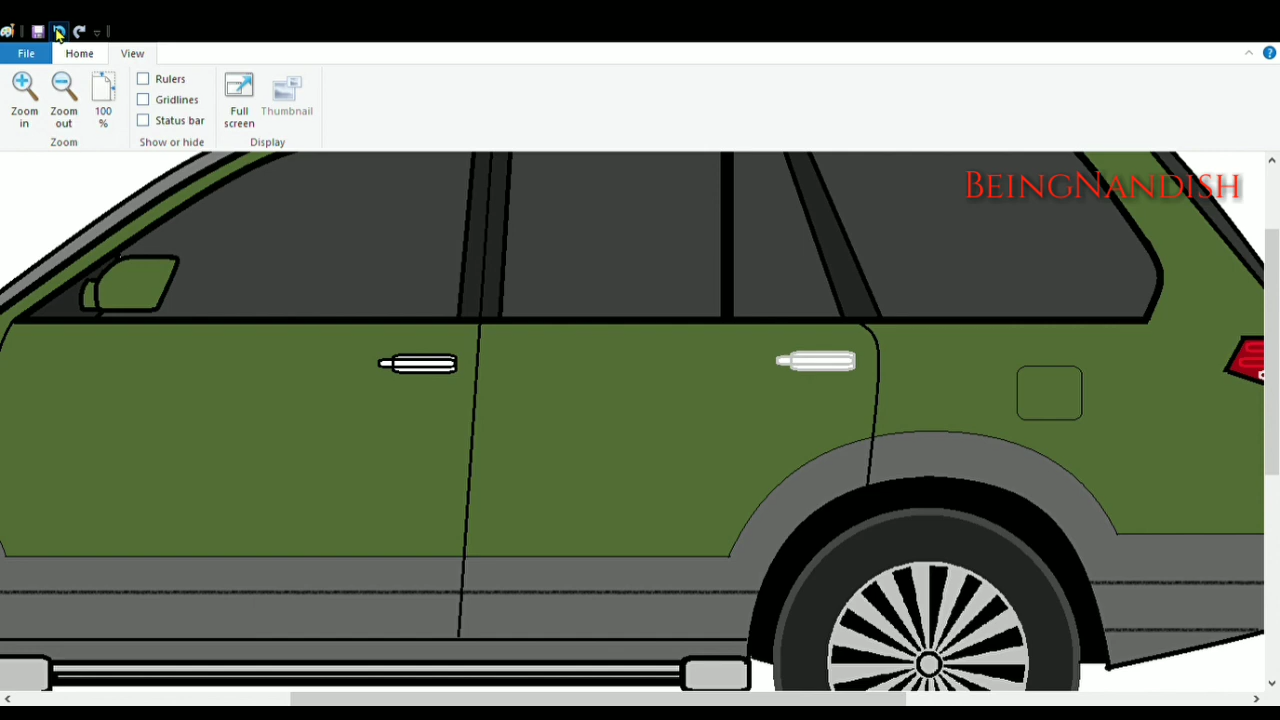 File Home View
Zoom in
Zoom out
100 %
Rulers
Gridlines
Status bar
Full screen
Thumbnail
Zoom
Show or hide
Display
BeingNandish